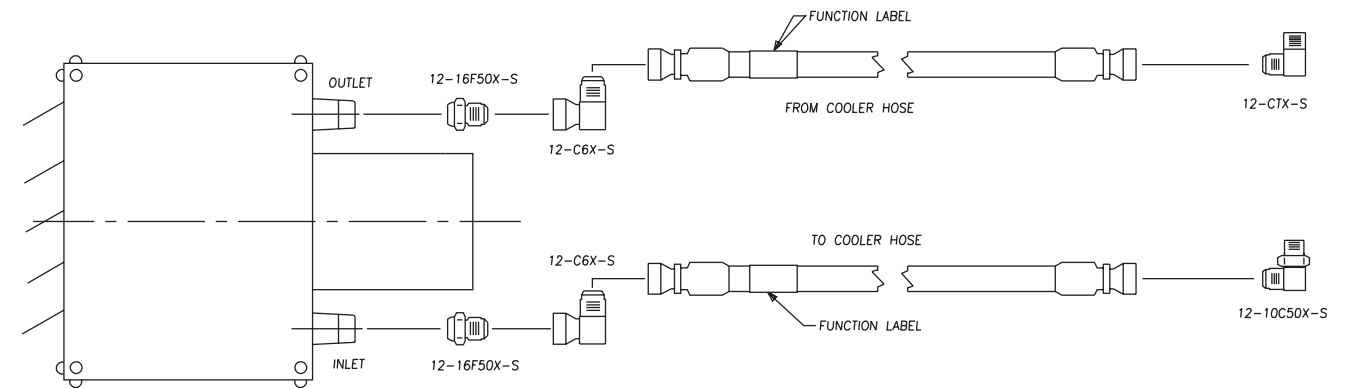 FUNCTION LABEL
OUTLET
12-16F50X-S
12-C6X-S
FROM COOLER HOSE
12-CTX-S
TO COOLER HOSE
12-C6X-S
12-10C50X-S
FUNCTION LABEL
INLET
12-16F50X-S